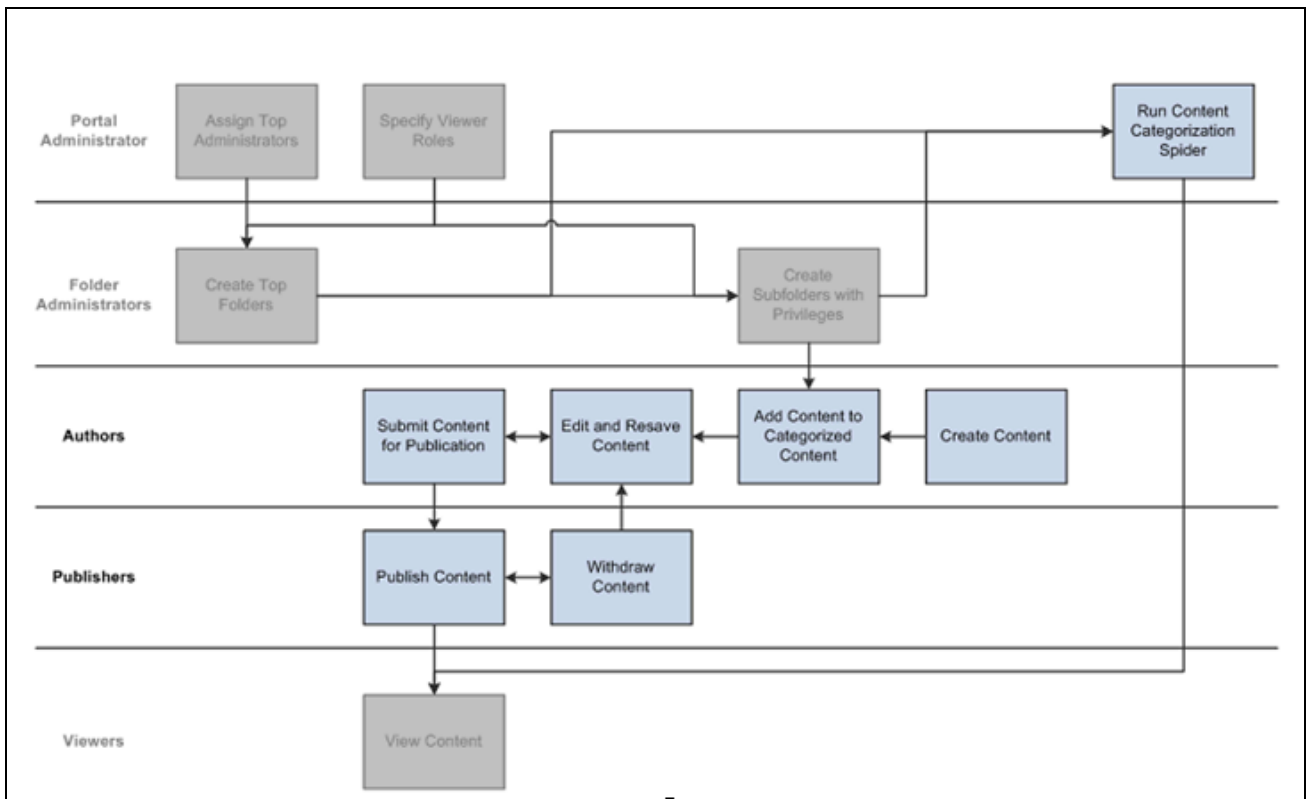 Portal
Administrator
Assign Top
Administrators
Specify Viewer
Roles
Run Content
Categorization
Spider
Folder
Administrators
Create Top
Folders
Create
Subfolders with
Privileges
Authors
Submit Content
for Publication
Edit and Resave
Content
Add Content to
Categorized
Content
Create Content
Publishers
Publish Content
Withdraw
Content
Viewers
View Content